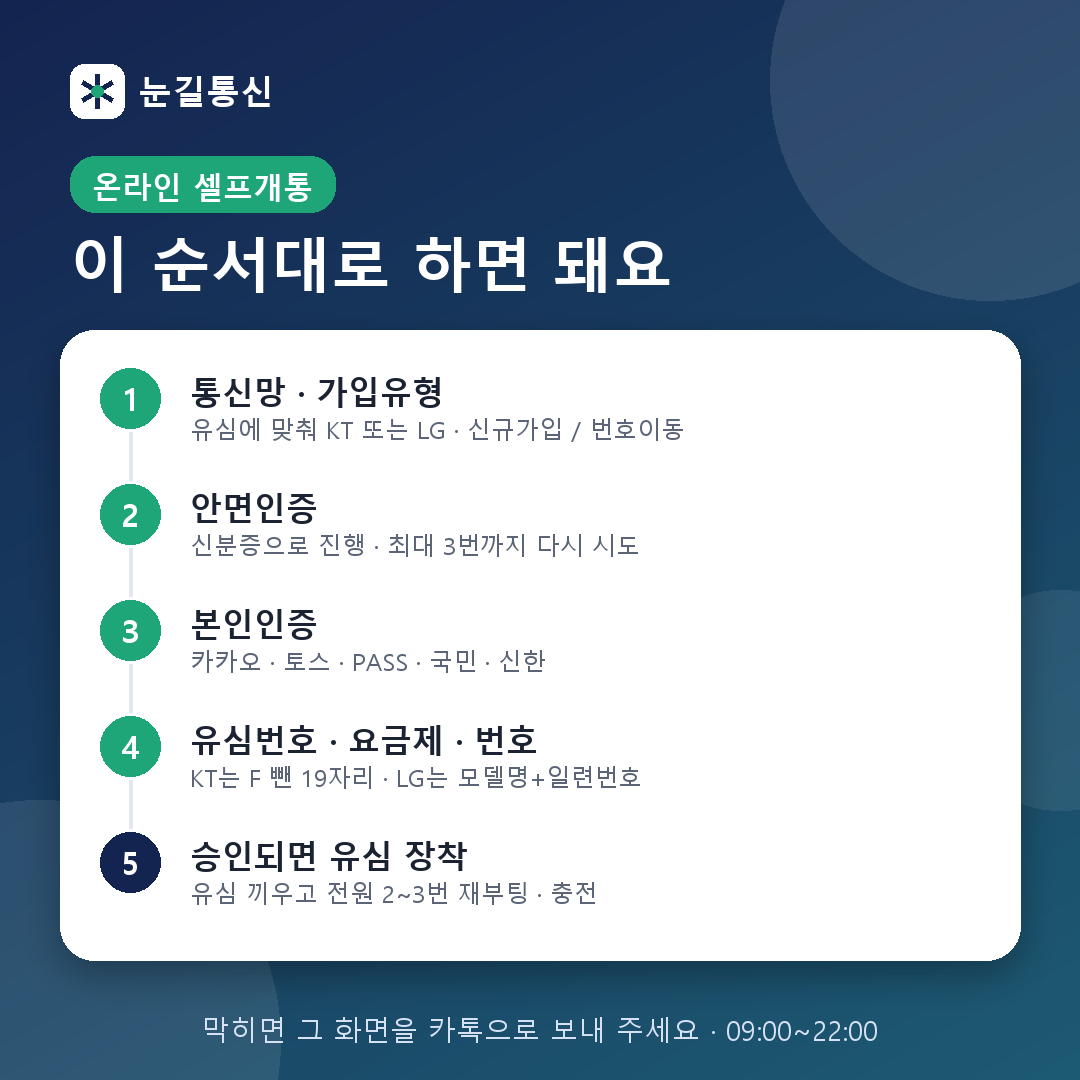 눈길통신
온라인 셀프개통
이 순서대로 하면 돼요
1
통신망 · 가입유형
유심에 맞춰 KT 또는 LG · 신규가입 / 번호이동
2
안면인증
신분증으로 진행 · 최대 3번까지 다시 시도
3
본인인증
카카오 · 토스 · PASS · 국민 · 신한
4
유심번호 · 요금제 · 번호
KT는 F 뺀 19자리 · LG는 모델명+일련번호
5
승인되면 유심 장착
유심 끼우고 전원 2~3번 재부팅 · 충전
막히면 그 화면을 카톡으로 보내 주세요 · 09:00~22:00